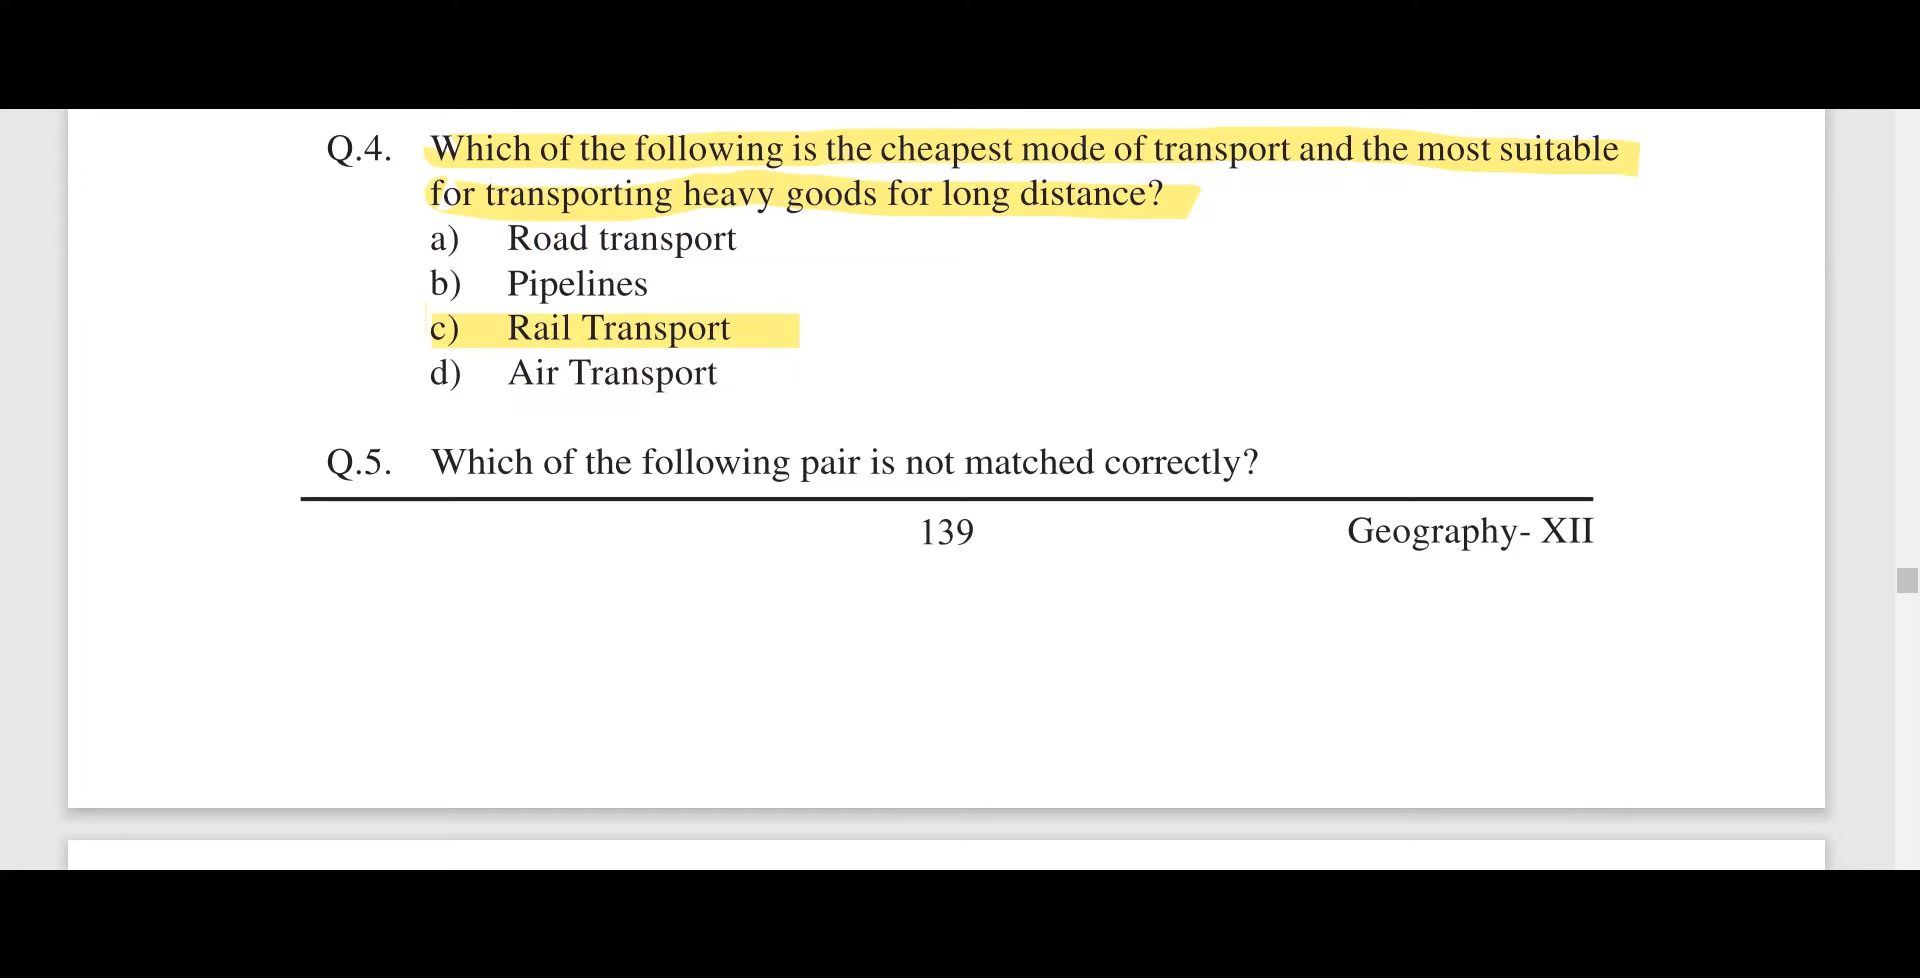 Q.4. Which of the following is the cheapest mode of transport and the most suitable
for transporting heavy goods for long distance?
a) Road transport
b) Pipelines
c) Rail Transport
d) Air Transport
Q.5. Which of the following pair is not matched correctly?
139 Geography- XII